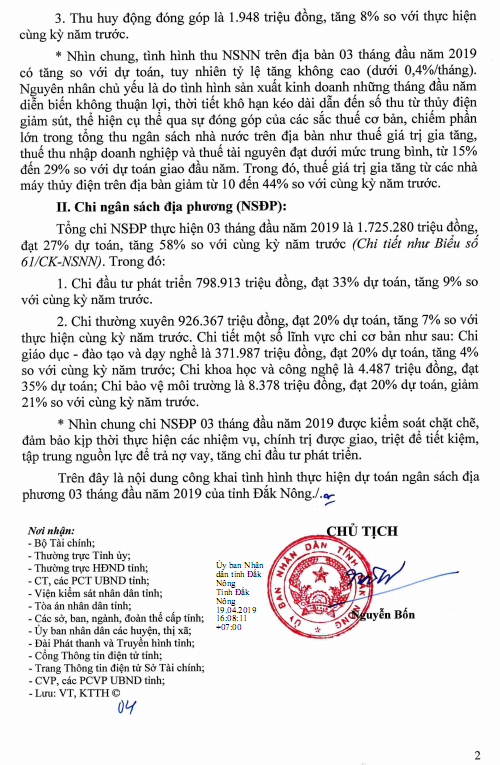 3. Thu huy động đóng góp là 1.948 triệu đồng, tăng 8% so với thực hiện
cùng kỳ năm trước.
* Nhìn chung, tình hình thu NSNN trên địa bàn 03 tháng đầu năm 2019
có tăng so với dự toán, tuy nhiên tỷ lệ tăng không cao (dưới 0,4%/tháng).
Nguyên nhân chủ yếu là do tình hình sản xuất kinh doanh những tháng đầu năm
diễn biến không thuận lợi, thời tiết khô hạn kéo dài dẫn đến số thu từ thủy điện
giảm sút, thể hiện cụ thể qua sự đóng góp của các sắc thuế cơ bản, chiếm phần
lớn trong tổng thu ngân sách nhà nước trên địa bàn như thuế giá trị gia tăng,
thuế thu nhập doanh nghiệp và thuế tài nguyên đạt dưới mức trung bình, từ 15%
đến 29% so với dự toán giao đầu năm. Trong đó, thuế giá trị gia tăng từ các nhà
máy thủy điện trên địa bàn giảm từ 10 đến 44% so với cùng kỳ năm trước.
II. Chi ngân sách địa phương (NSĐP):
Tổng chi NSĐP thực hiện 03 tháng đầu năm 2019 là 1.725.280 triệu đồng,
đạt 27% dự toán, tăng 58% so với cùng kỳ năm trước (Chi tiết như Biểu số
61/CK-NSNN). Trong đó:
1. Chi đầu tư phát triển 798.913 triệu đồng, đạt 33% dự toán, tăng 9% so
với cùng kỳ năm trước.
2. Chi thường xuyên 926.367 triệu đồng, đạt 20% dự toán, tăng 7% so với
thực hiện cùng kỳ năm trước. Chi tiết một số lĩnh vực chi cơ bản như sau: Chi
giáo dục - đào tạo và dạy nghề là 371.987 triệu đồng, đạt 20% dự toán, tăng 4%
so với cùng kỳ năm trước; Chi khoa học và công nghệ là 4.487 triệu đồng, đạt
35% dự toán; Chi bảo vệ môi trường là 8.378 triệu đồng, đạt 20% dự toán, giảm
21% so với cùng kỳ năm trước.
* Nhìn chung chi NSĐP 03 tháng đầu năm 2019 được kiểm soát chặt chẽ,
đảm bảo kịp thời thực hiện các nhiệm vụ, chính trị được giao, triệt để tiết kiệm,
tập trung nguồn lực để trả nợ vay, tăng chi đầu tư phát triển.
Trên đây là nội dung công khai tình hình thực hiện dự toán ngân sách địa
phương 03 tháng đầu năm 2019 của tỉnh Đắk Nông./.
Nơi nhận:
- Bộ Tài chính;
- Thường trực Tỉnh ủy;
- Thường trực HĐND tỉnh;
- CT, các PCT UBND tỉnh;
- Viện kiểm sát nhân dân tỉnh;
- Tòa án nhân dân tỉnh;
- Các sở, ban, ngành, đoàn thể cấp tỉnh;
- Ủy ban nhân dân các huyện, thị xã;
- Đài Phát thanh và Truyền hình tỉnh;
- Cổng Thông tin điện tử tỉnh;
- Trang Thông tin điện tử Sở Tài chính;
- CVP, các PCVP UBND tỉnh;
- Lưu: VT, KTTH ©
04
Ủy ban Nhân
dân tỉnh Đắk
Nông
Tỉnh Đắk
Nông
19.04.2019
16:08:11
+07:00
CHỦ TỊCH
ỦY BAN NHÂN DÂN TỈNH ĐẮK NÔNG
Nguyễn Bốn
2